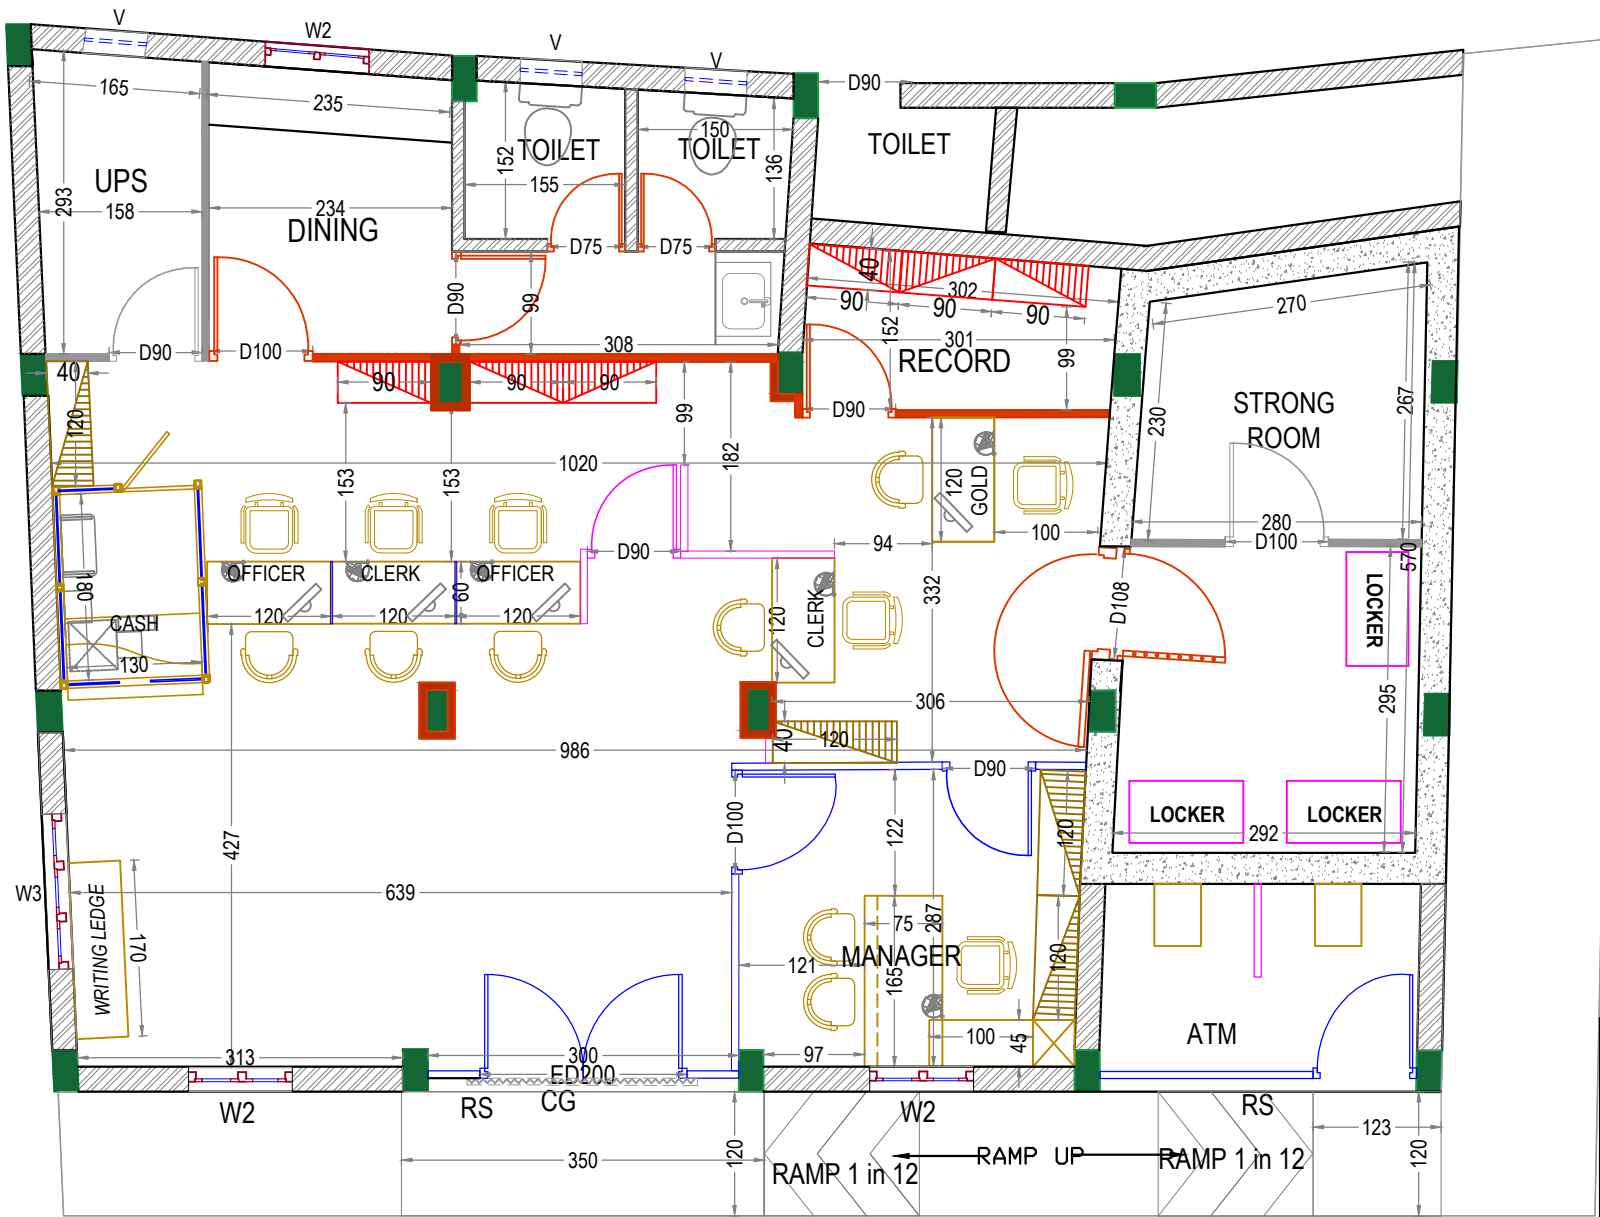 V
W2
V
V
D90
165
235
150
TOILET
TOILET
TOILET
152
136
155
UPS
293
158
234
DINING
D75
D75
D90
99
40
302
90
90
90
152
270
308
301
RECORD
99
D90
D100
40
90
90
90
D90
230
267
STRONG
ROOM
120
99
182
1020
153
153
120
GOLD
100
94
280
D100
570
D90
OFFICER
CLERK
OFFICER
60
120
120
120
180
CASH
130
332
120
CLERK
D108
LOCKER
295
306
40
120
986
D90
D100
427
122
120
LOCKER
LOCKER
292
W3
639
WRITING LEDGE
170
75
287
MANAGER
121
165
120
100
45
97
ATM
313
300
ED200
CG
RS
W2
W2
RS
123
350
120
RAMP 1 in 12
RAMP UP
RAMP 1 in 12
120